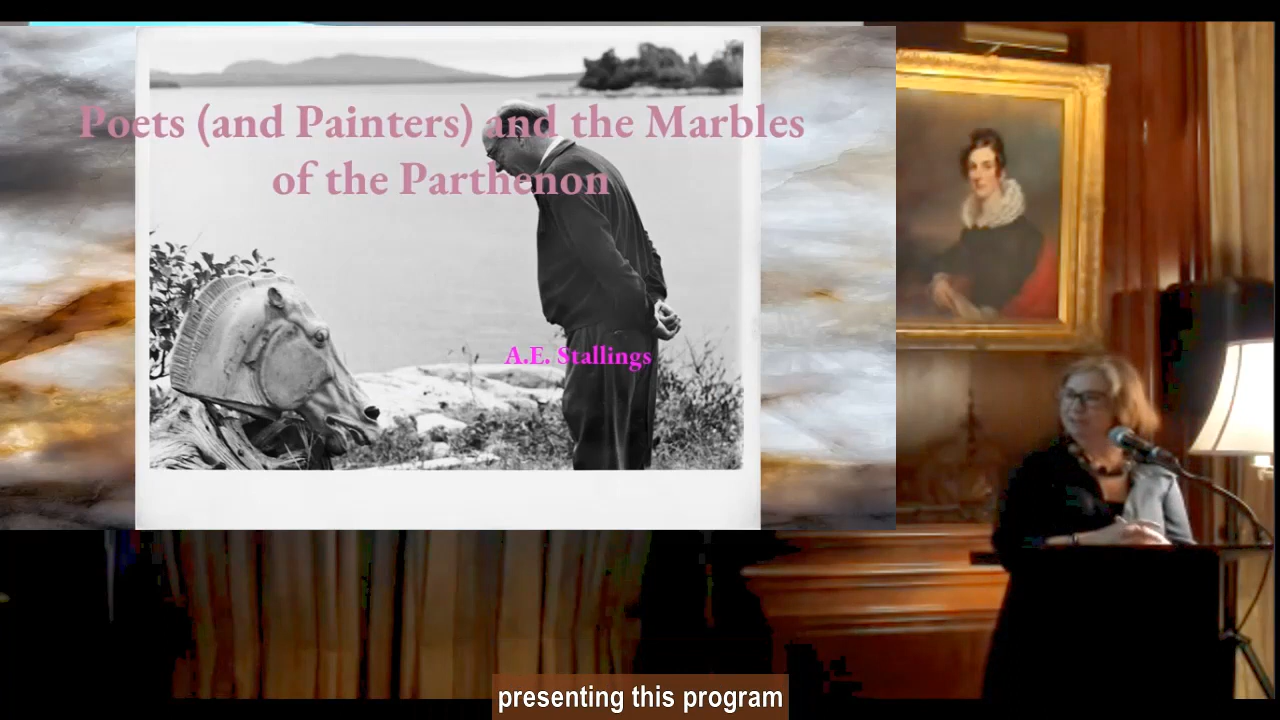 Poets (and Painters) and the Marbles
of the Parthenon
A.E. Stallings
presenting this program